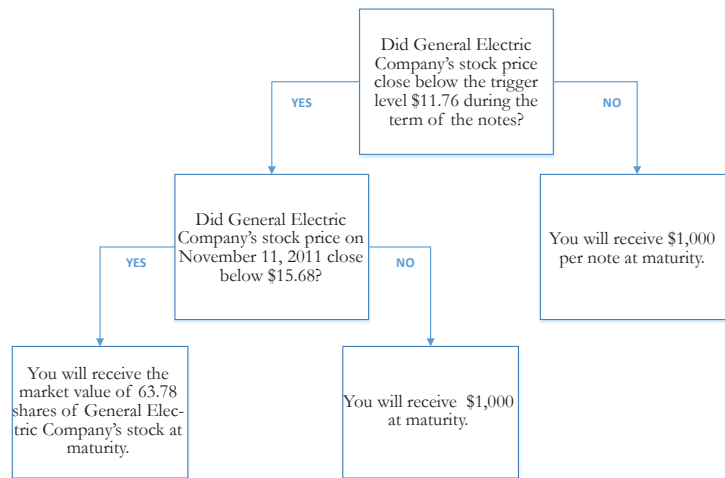 Did General Electric
Company's stock price
close below the trigger
level $11.76 during the
term of the notes?
YES
NO
Did General Electric
Company's stock price on
November 11, 2011 close
below $15.68?
You will receive $1,000
per note at maturity.
YES
NO
You will receive the
market value of 63.78
shares of General Elec-
tric Company's stock at
maturity.
You will receive $1,000
at maturity.